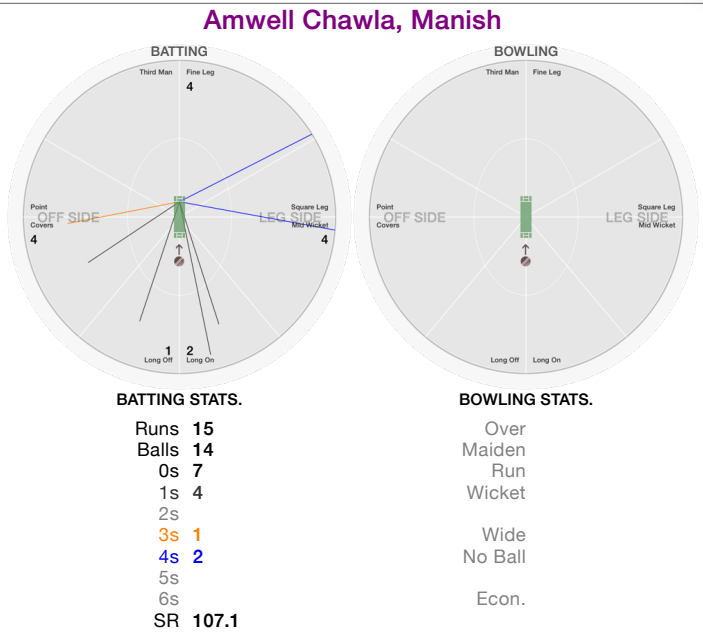 Amwell Chawla, Manish
BATTING
Third Man Fine Leg
4
Point
OFF SIDE
Covers
4
LEG SIDE
Mid Wicket
4
1 2
Long Off Long On
BOWLING
Third Man Fine Leg
Point
OFF SIDE
Covers
Square Leg
LEG SIDE
Mid Wicket
Long Off Long On
BATTING STATS.
Runs 15
Balls 14
0s 7
1s 4
2s
3s 1
4s 2
5s
6s
SR 107.1
BOWLING STATS.
Over
Maiden
Run
Wicket
Wide
No Ball
Econ.